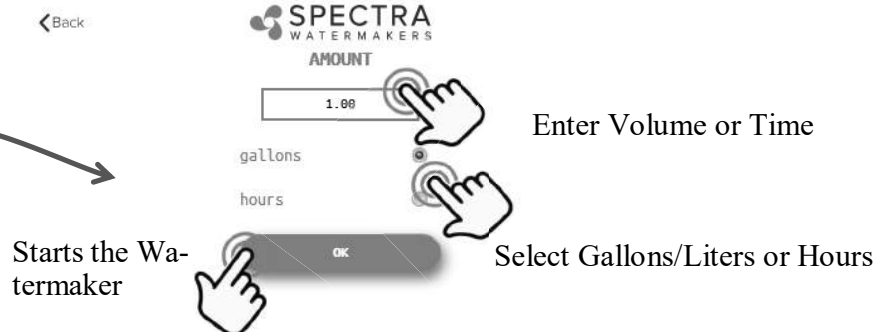 Back
SPECTRA
WATERMAKERS
AMOUNT
1.00
Enter Volume or Time
gallons
hours
OK
Select Gallons/Liters or Hours
Starts the Wa-
termaker